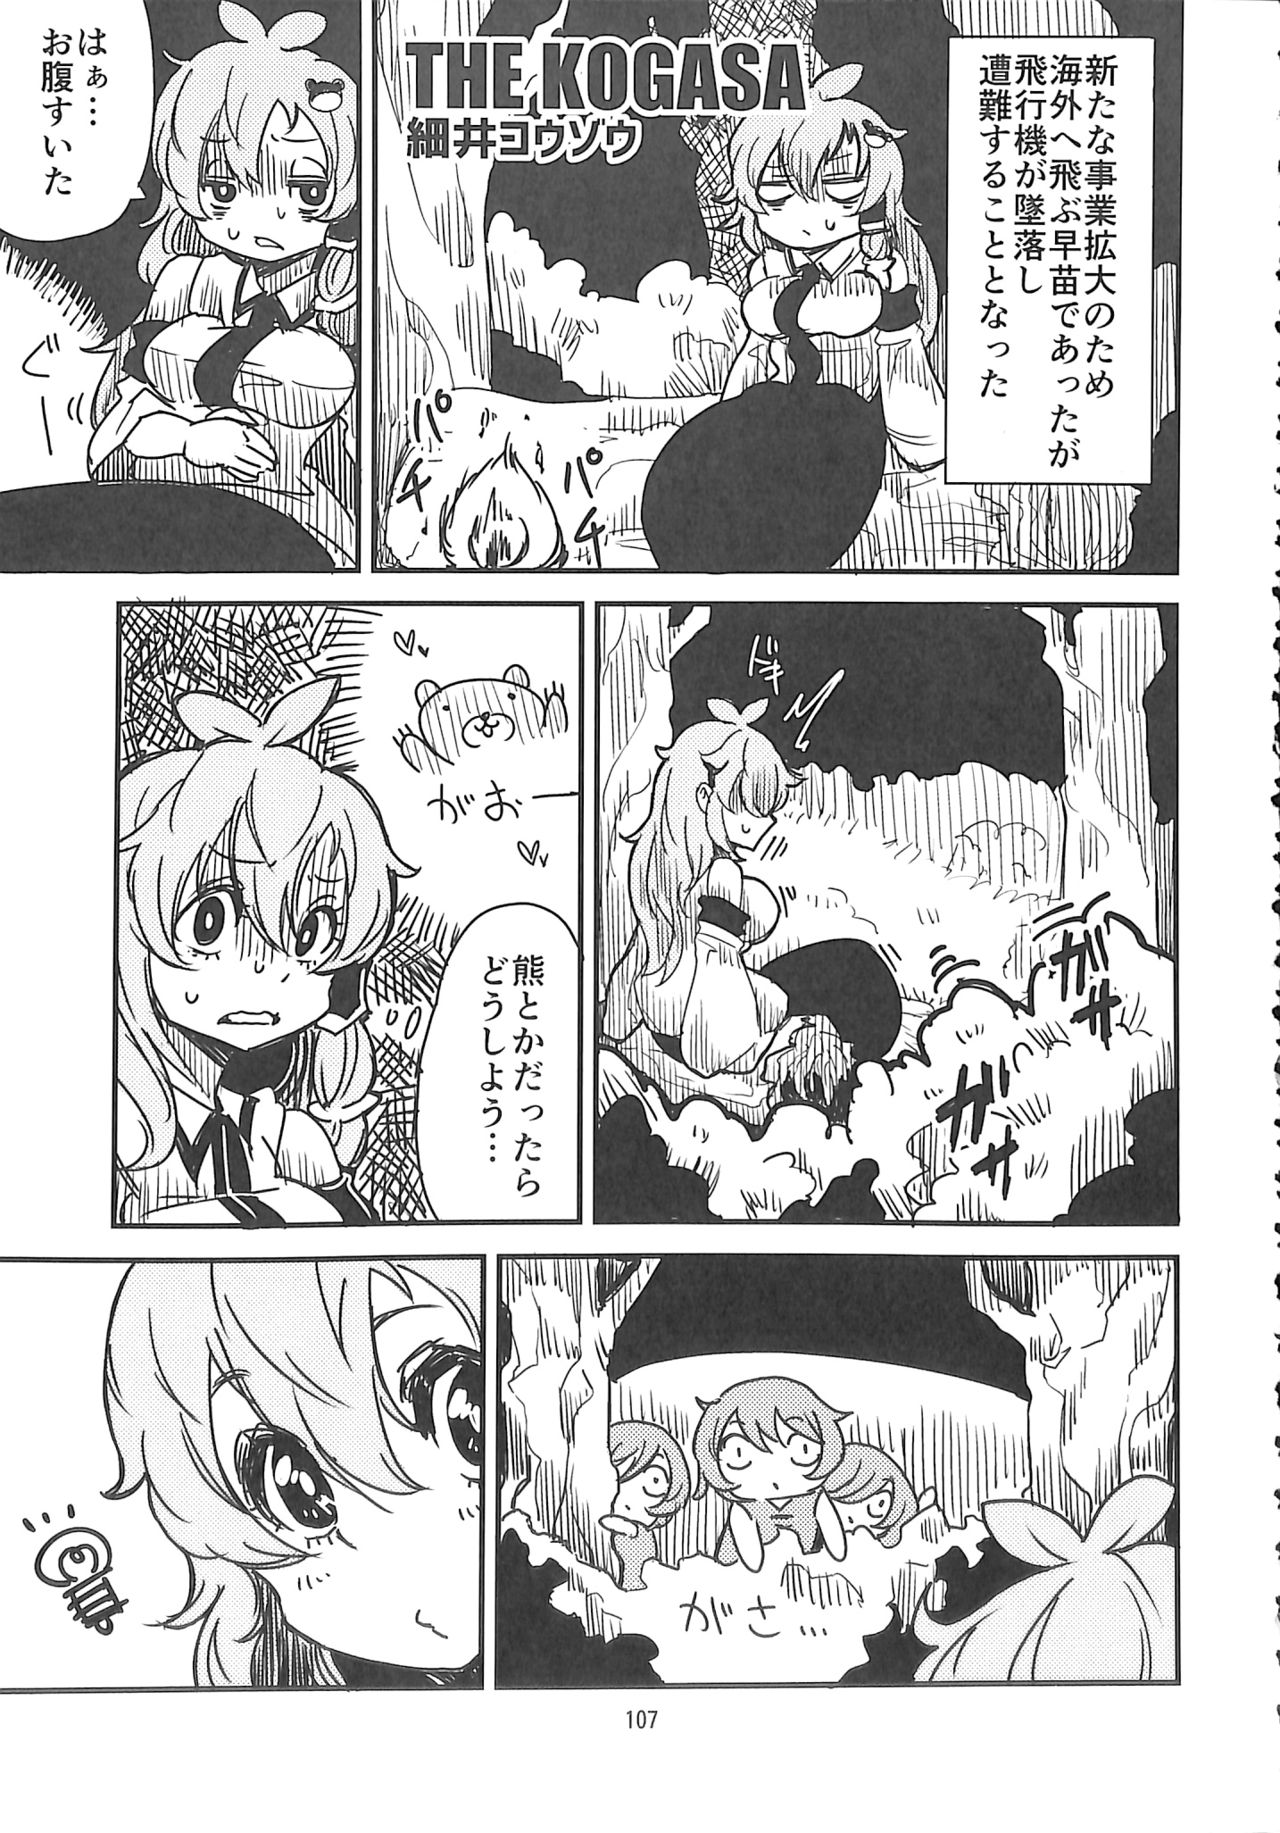 新たな事業拡大のため
海外へ飛ぶ早苗であったが
飛行機が墜落し
遭難することとなった
THE KOGASA
細井コウゾウ
パチ
パチ
はぁ…
お腹すいた
ぐー
ドキ
ガサ
ガサ
がおー
熊とかだったら
どうしよう…
がさ…
107